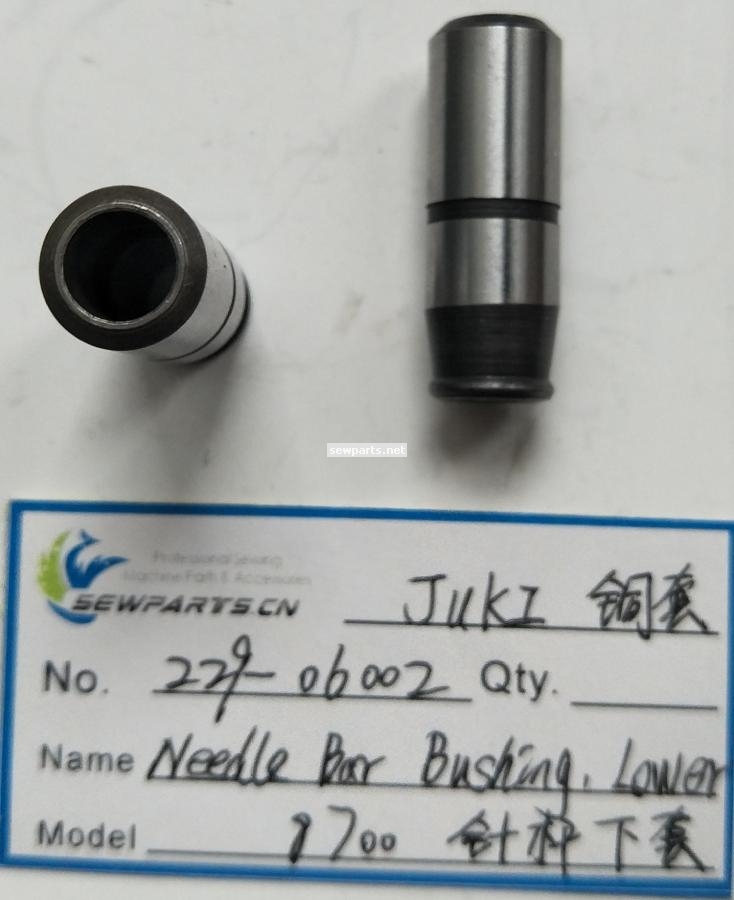 sewparts.net
Professional Sewing
Machine Parts & Accessories
SEWPARTS.CN
JUKI 铜套
No. 229-06002 Qty.
Name Needle Bar Bushing, Lower
Model 8700 针杆下套